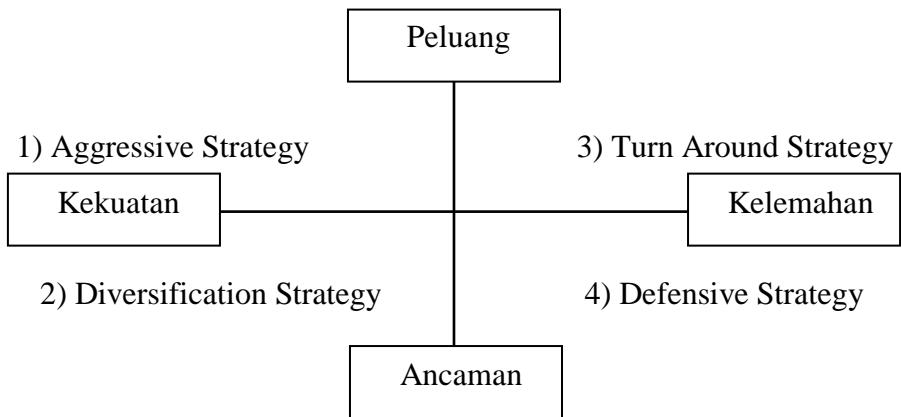 Peluang
1) Aggressive Strategy
3) Turn Around Strategy
Kekuatan
Kelemahan
2) Diversification Strategy
4) Defensive Strategy
Ancaman